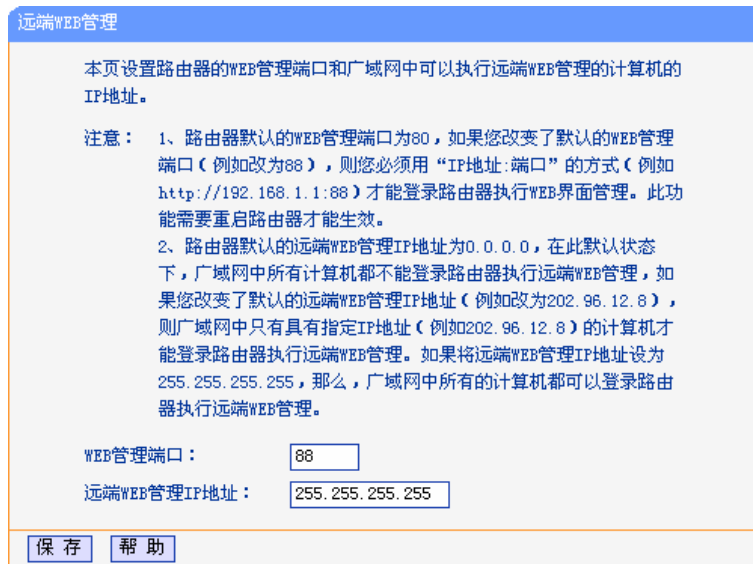 远端WEB管理
本页设置路由器的WEB管理端口和广域网中可以执行远端WEB管理的计算机的
IP地址。
注意： 1、路由器默认的WEB管理端口为80，如果您改变了默认的WEB管理
端口（例如改为88），则您必须用“IP地址:端口”的方式（例如
http://192.168.1.1:88）才能登录路由器执行WEB界面管理。此功
能需要重启路由器才能生效。
2、路由器默认的远端WEB管理IP地址为0.0.0.0，在此默认状态
下，广域网中所有计算机都不能登录路由器执行远端WEB管理，如
果您改变了默认的远端WEB管理IP地址（例如改为202.96.12.8），
则广域网中只有具有指定IP地址（例如202.96.12.8）的计算机才
能登录路由器执行远端WEB管理。如果将远端WEB管理IP地址设为
255.255.255.255，那么，广域网中所有的计算机都可以登录路由
器执行远端WEB管理。
WEB管理端口： 88
远端WEB管理IP地址： 255.255.255.255
保 存 帮 助